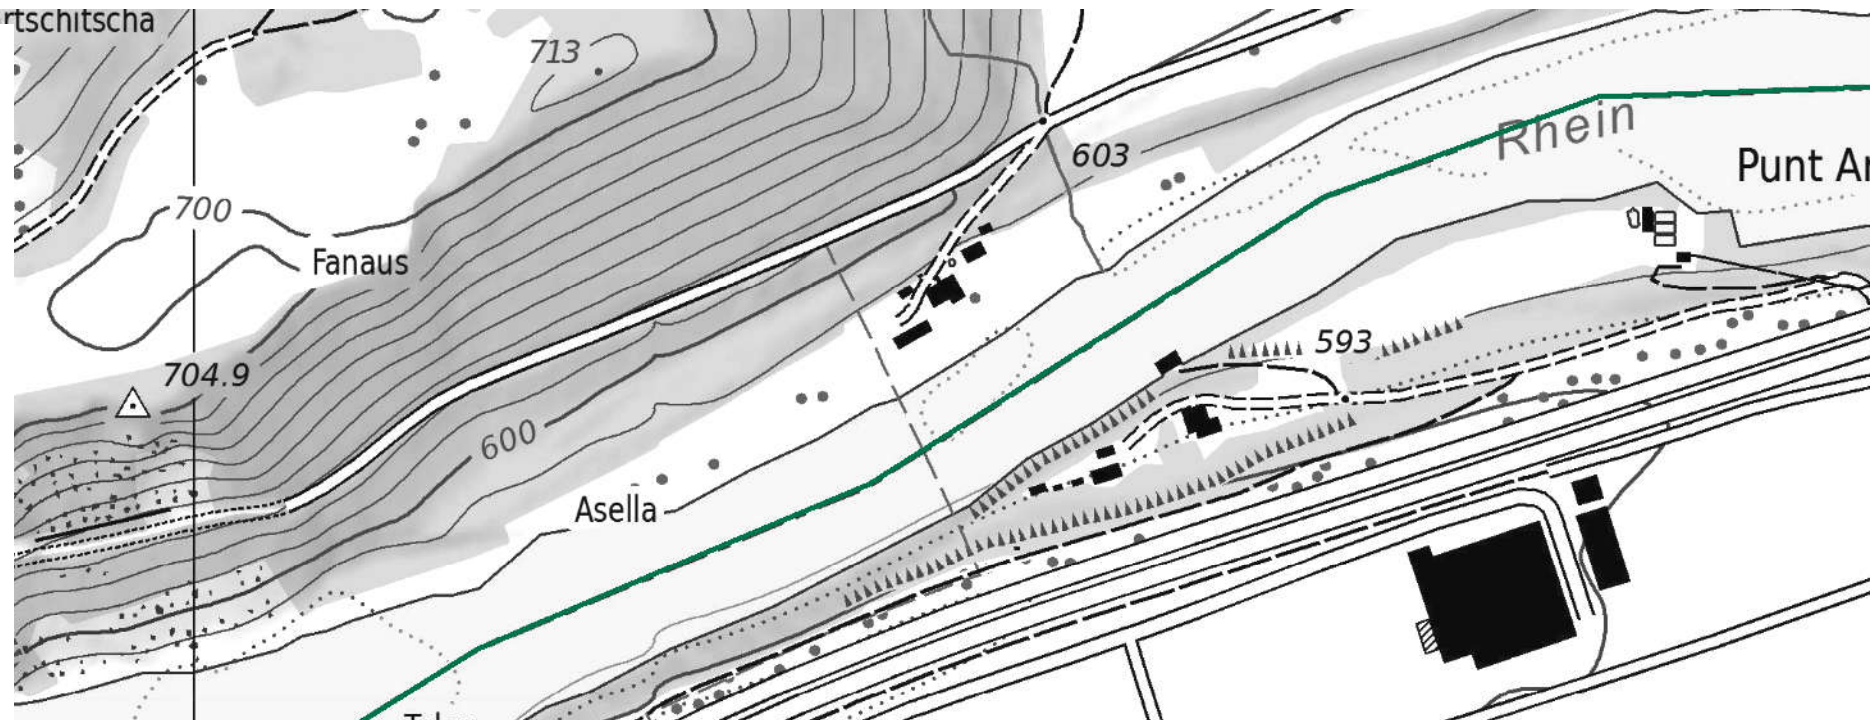 rtschitscha
713
603
Rhein
Punt Ar
700
Fanaus
593
704.9
600
Asella